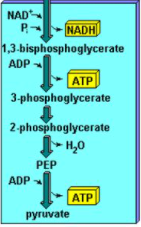 NAD⁺
Pᵢ
NADH
1,3-bisphosphoglycerate
ADP
ATP
3-phosphoglycerate
2-phosphoglycerate
H₂O
PEP
ADP
ATP
pyruvate